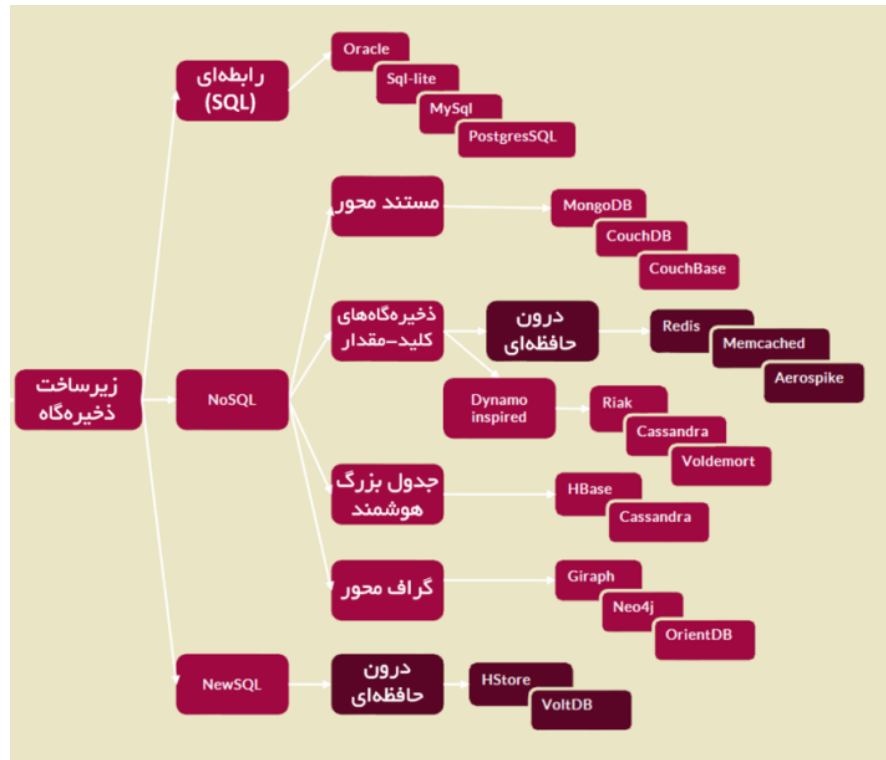 رابطه‌ای
(SQL)
Oracle
Sql-lite
MySql
PostgresSQL
مستند محور
MongoDB
CouchDB
CouchBase
ذخیره‌گاه‌های
کلید-مقدار
درون
حافظه‌ای
Redis
Memcached
Aerospike
زیرساخت
ذخیره‌گاه
NoSQL
Dynamo
inspired
Riak
Cassandra
Voldemort
جدول بزرگ
هوشمند
HBase
Cassandra
گراف محور
Giraph
Neo4j
OrientDB
NewSQL
درون
حافظه‌ای
HStore
VoltDB